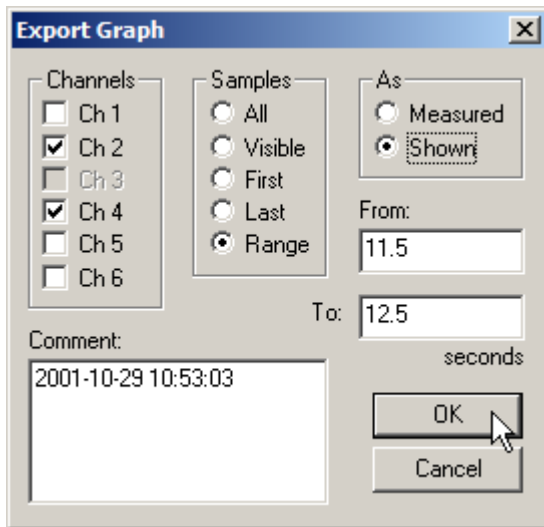 Export Graph
Channels
Ch 1
Ch 2
Ch 3
Ch 4
Ch 5
Ch 6
Samples
All
Visible
First
Last
Range
As
Measured
Shown
From:
11.5
To:
12.5
seconds
Comment:
2001-10-29 10:53:03
OK
Cancel